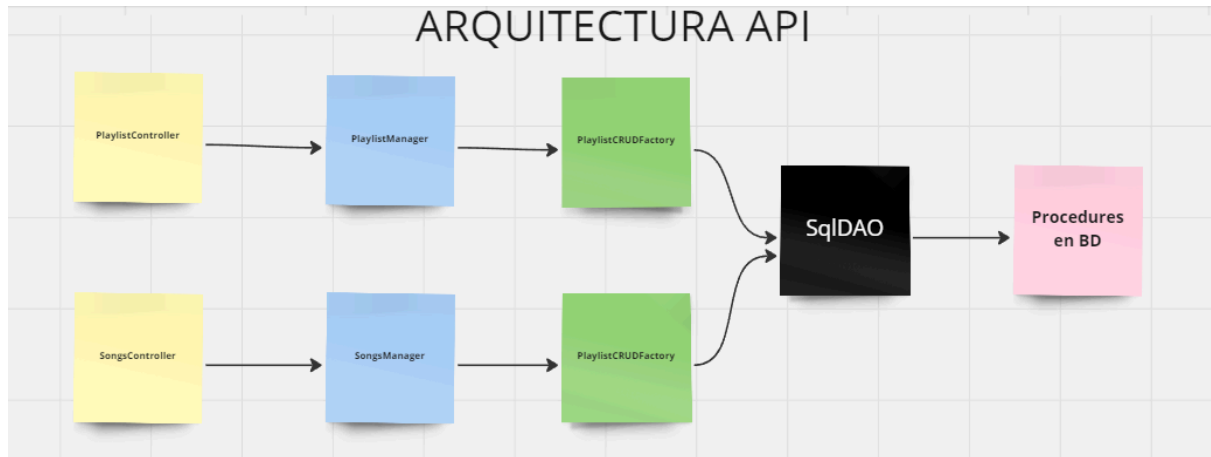 ARQUITECTURA API
PlaylistController
PlaylistManager
PlaylistCRUDFactory
SqlDAO
Procedures
en BD
SongsController
SongsManager
PlaylistCRUDFactory